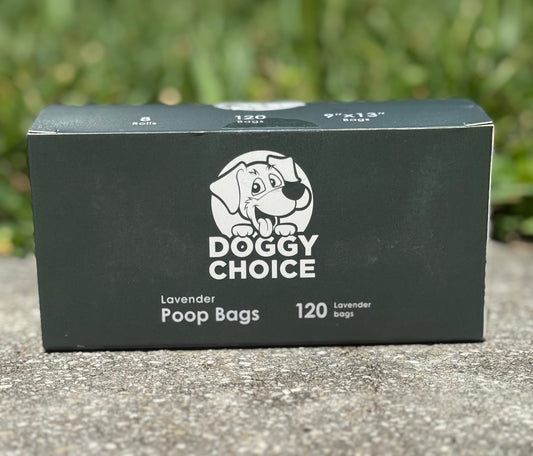 8
Rolls
120
Bags
9"x13"
Bags
DOGGY
CHOICE
Lavender
Poop Bags
120 Lavender
bags